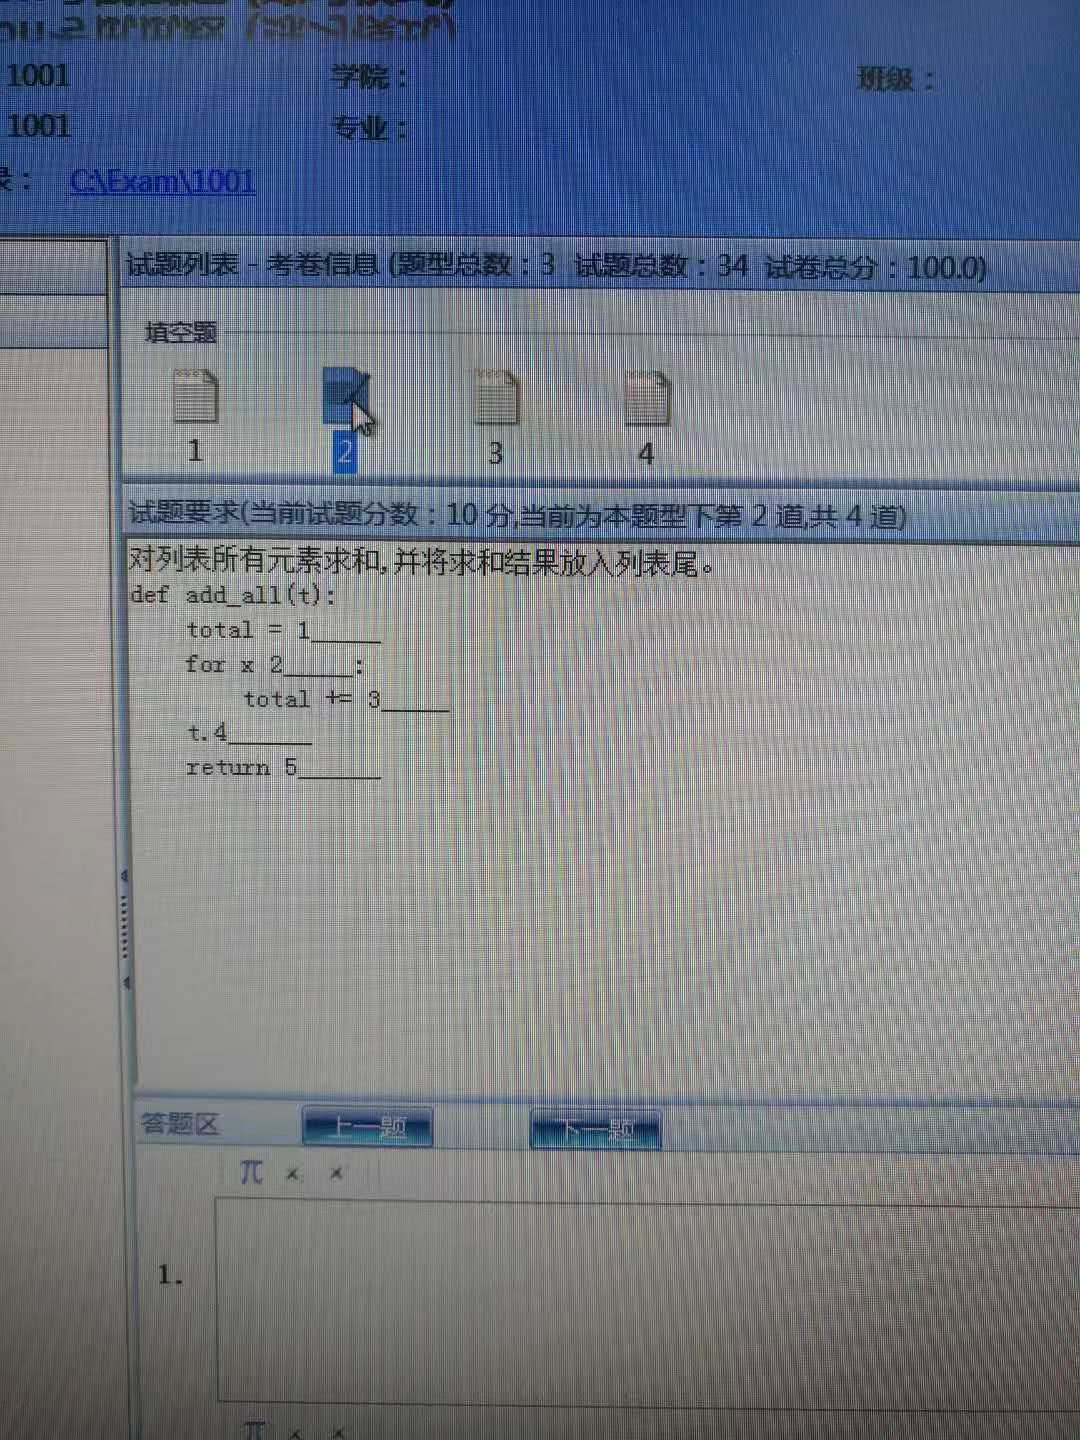 1001
学院：
班级：
1001
专业：
录：
C:\Exam\1001
试题列表 - 考卷信息 (题型总数：3 试题总数：34 试卷总分：100.0)
填空题
1
2
3
4
试题要求(当前试题分数：10 分,当前为本题型下第 2 道,共 4 道)
对列表所有元素求和,并将求和结果放入列表尾。
def add_all(t):
total = 1_____
for x 2_____:
total += 3_____
t.4______
return 5______
答题区
上一题
下一题
π
1.
π